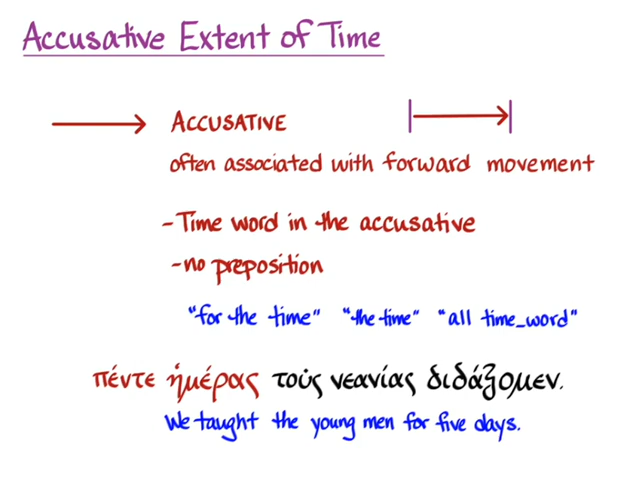 Accusative Extent of Time
ACCUSATIVE
often associated with forward movement
-Time word in the accusative
-no preposition
"for the time" "the time" "all time_word"
πέντε ἡμέρας τοὺς νεανίας διδάξομεν.
We taught the young men for five days.